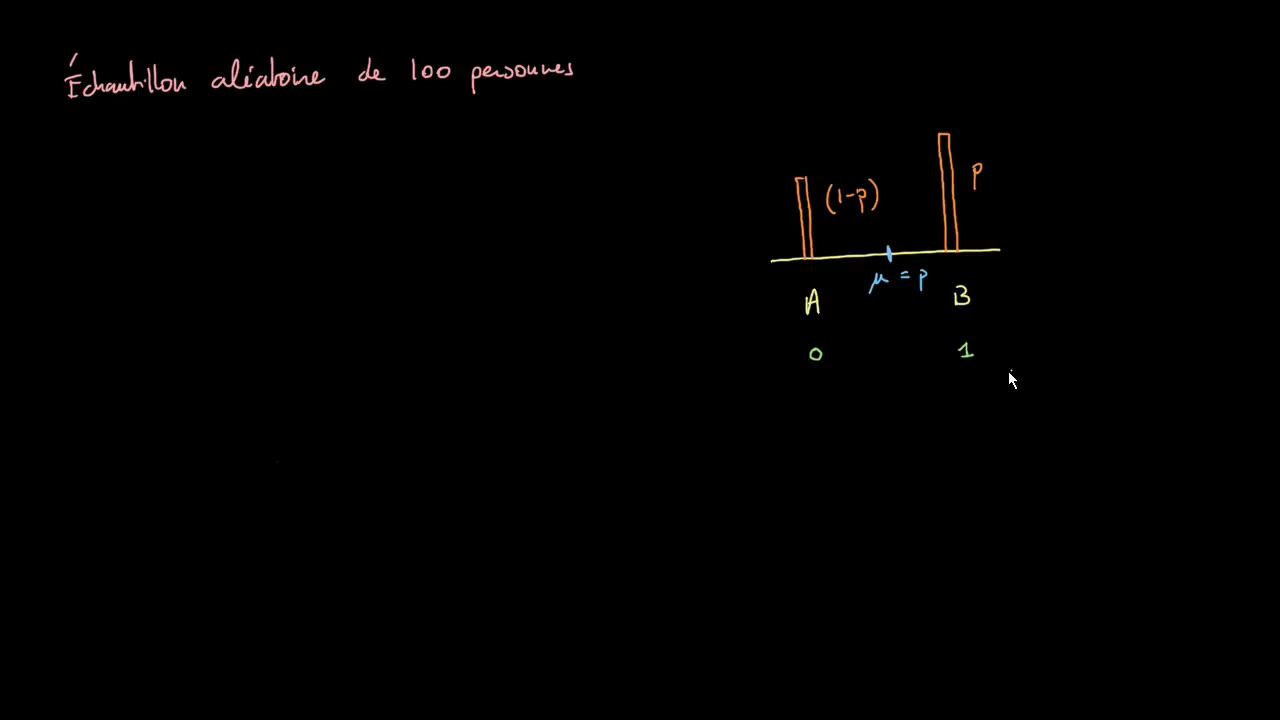 Échantillon aléatoire de 100 personnes
(1-p) p
μ = p
A B
0 1